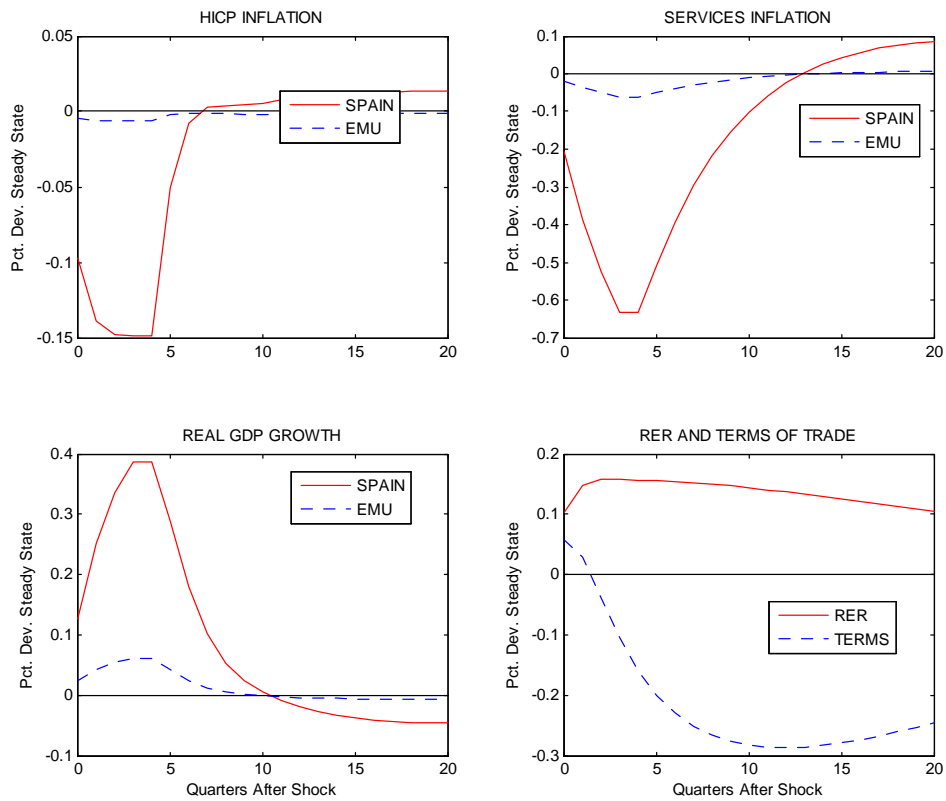 HICP INFLATION
Pct. Dev. Steady State
0.05
0
-0.05
-0.1
-0.15
0 5 10 15 20
SPAIN
EMU
SERVICES INFLATION
Pct. Dev. Steady State
0.1
0
-0.1
-0.2
-0.3
-0.4
-0.5
-0.6
-0.7
0 5 10 15 20
SPAIN
EMU
REAL GDP GROWTH
Pct. Dev. Steady State
0.4
0.3
0.2
0.1
0
-0.1
0 5 10 15 20
Quarters After Shock
SPAIN
EMU
RER AND TERMS OF TRADE
Pct. Dev. Steady State
0.2
0.1
0
-0.1
-0.2
-0.3
0 5 10 15 20
Quarters After Shock
RER
TERMS